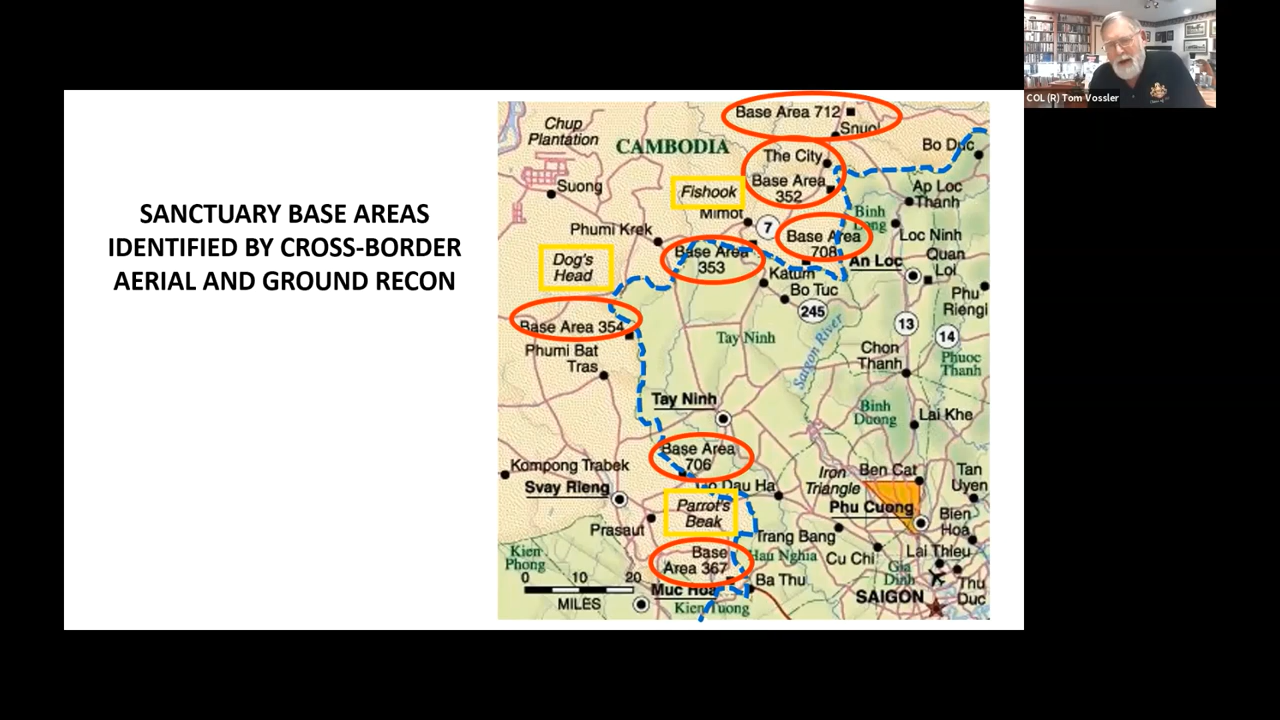 COL (R) Tom Vossler
SANCTUARY BASE AREAS
IDENTIFIED BY CROSS-BORDER
AERIAL AND GROUND RECON
Base Area 712
Snuol
Chup
Plantation
CAMBODIA
The City
Bo Duc
Suong
Fishook
Base Area
352
Ap Loc
Thanh
Mimot
7
Binh
Long
Phumi Krek
Base Area
708
Loc Ninh
Dog's
Head
Base Area
353
An Loc
Quan
Loi
Katum
Bo Tuc
Phu
Riengi
245
Base Area 354
Saigon River
13
14
Tay Ninh
Phumi Bat
Tras
Chon
Thanh
Phuoc
Thanh
Tay Ninh
Binh
Duong
Lai Khe
Base Area
706
Kompong Trabek
Iron
Triangle
Ben Cat
Tan
Uyen
Svay Rieng
Go Dau Ha
Parrot's
Beak
Phu Cuong
Prasaut
Bien
Hoa
Trang Bang
Kien
Phong
Base
Area 367
Hau Nghia
Cu Chi
Lai Thieu
Gia
Dinh
0 10 20
MILES
Muc Hoa
Ba Thu
Thu
Duc
SAIGON
Kien Tuong